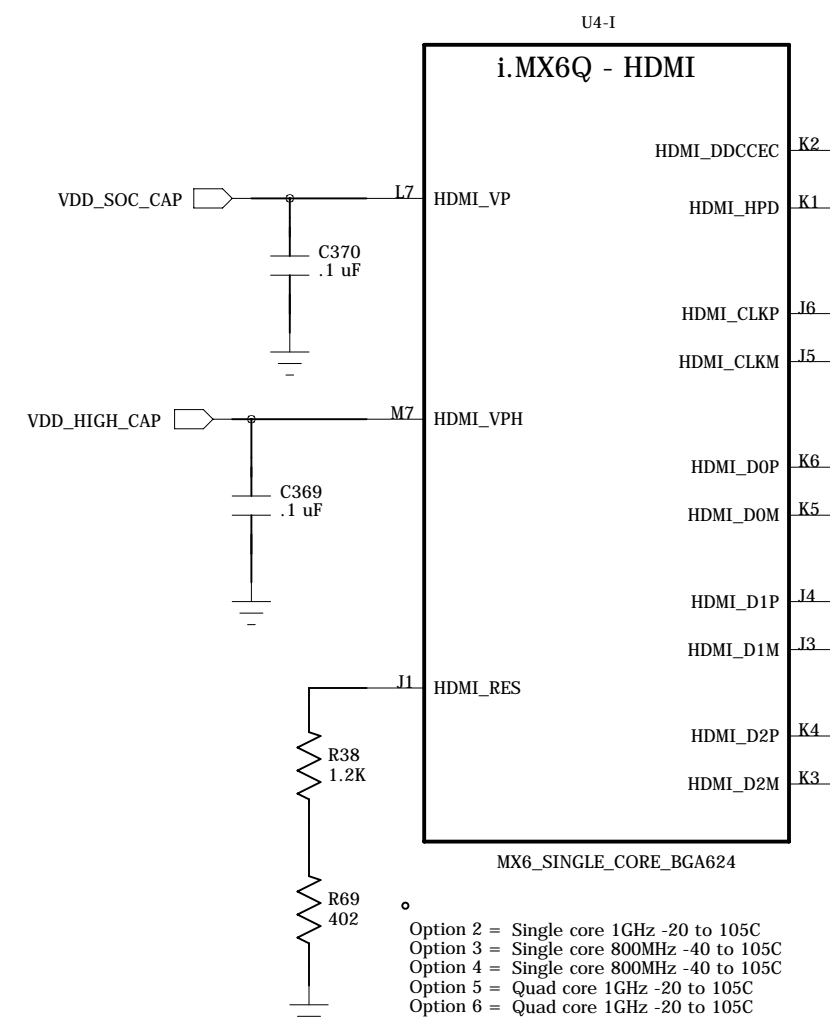 U4-I
i.MX6Q - HDMI
HDMI_DDCCEC K2
VDD_SOC_CAP L7 HDMI_VP
HDMI_HPD K1
C370
.1 uF
HDMI_CLKP J6
HDMI_CLKM J5
VDD_HIGH_CAP M7 HDMI_VPH
HDMI_D0P K6
C369
.1 uF
HDMI_D0M K5
HDMI_D1P J4
HDMI_D1M J3
J1 HDMI_RES
HDMI_D2P K4
R38
1.2K
HDMI_D2M K3
MX6_SINGLE_CORE_BGA624
R69
402
Option 2 = Single core 1GHz -20 to 105C
Option 3 = Single core 800MHz -40 to 105C
Option 4 = Single core 800MHz -40 to 105C
Option 5 = Quad core 1GHz -20 to 105C
Option 6 = Quad core 1GHz -20 to 105C